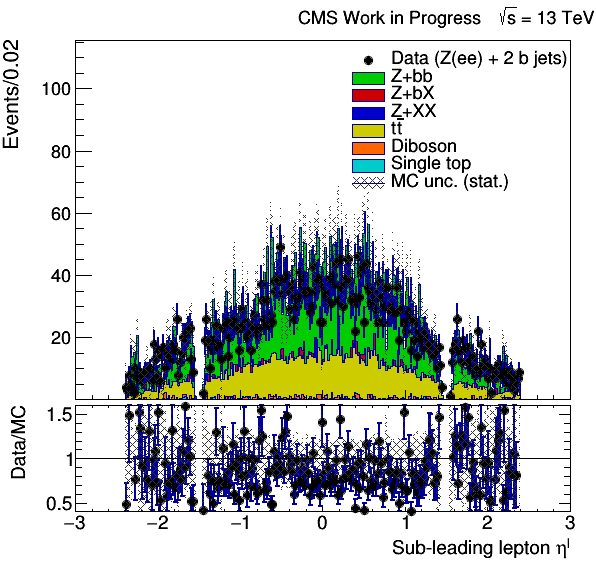 CMS Work in Progress √s = 13 TeV
Events/0.02
100
80
60
40
20
Data (Z(ee) + 2 b jets)
Z+bb
Z+bX
Z+XX
tt̄
Diboson
Single top
MC unc. (stat.)
Data/MC
1.5
1
0.5
−3 −2 −1 0 1 2 3
Sub-leading lepton ηˡ